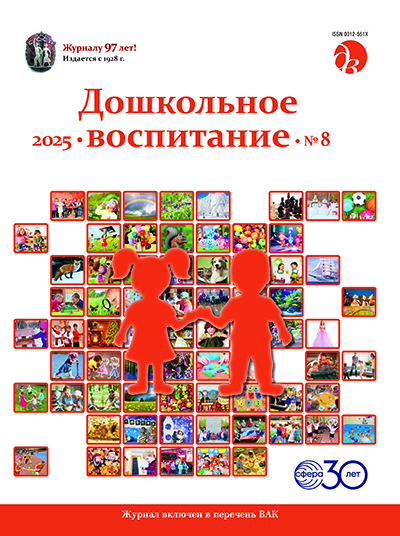 Журналу 97 лет!
Издается с 1928 г.
ISSN 0012-561X
Дошкольное
2025 • воспитание • № 8
сфера 30 лет
Журнал включен в перечень ВАК